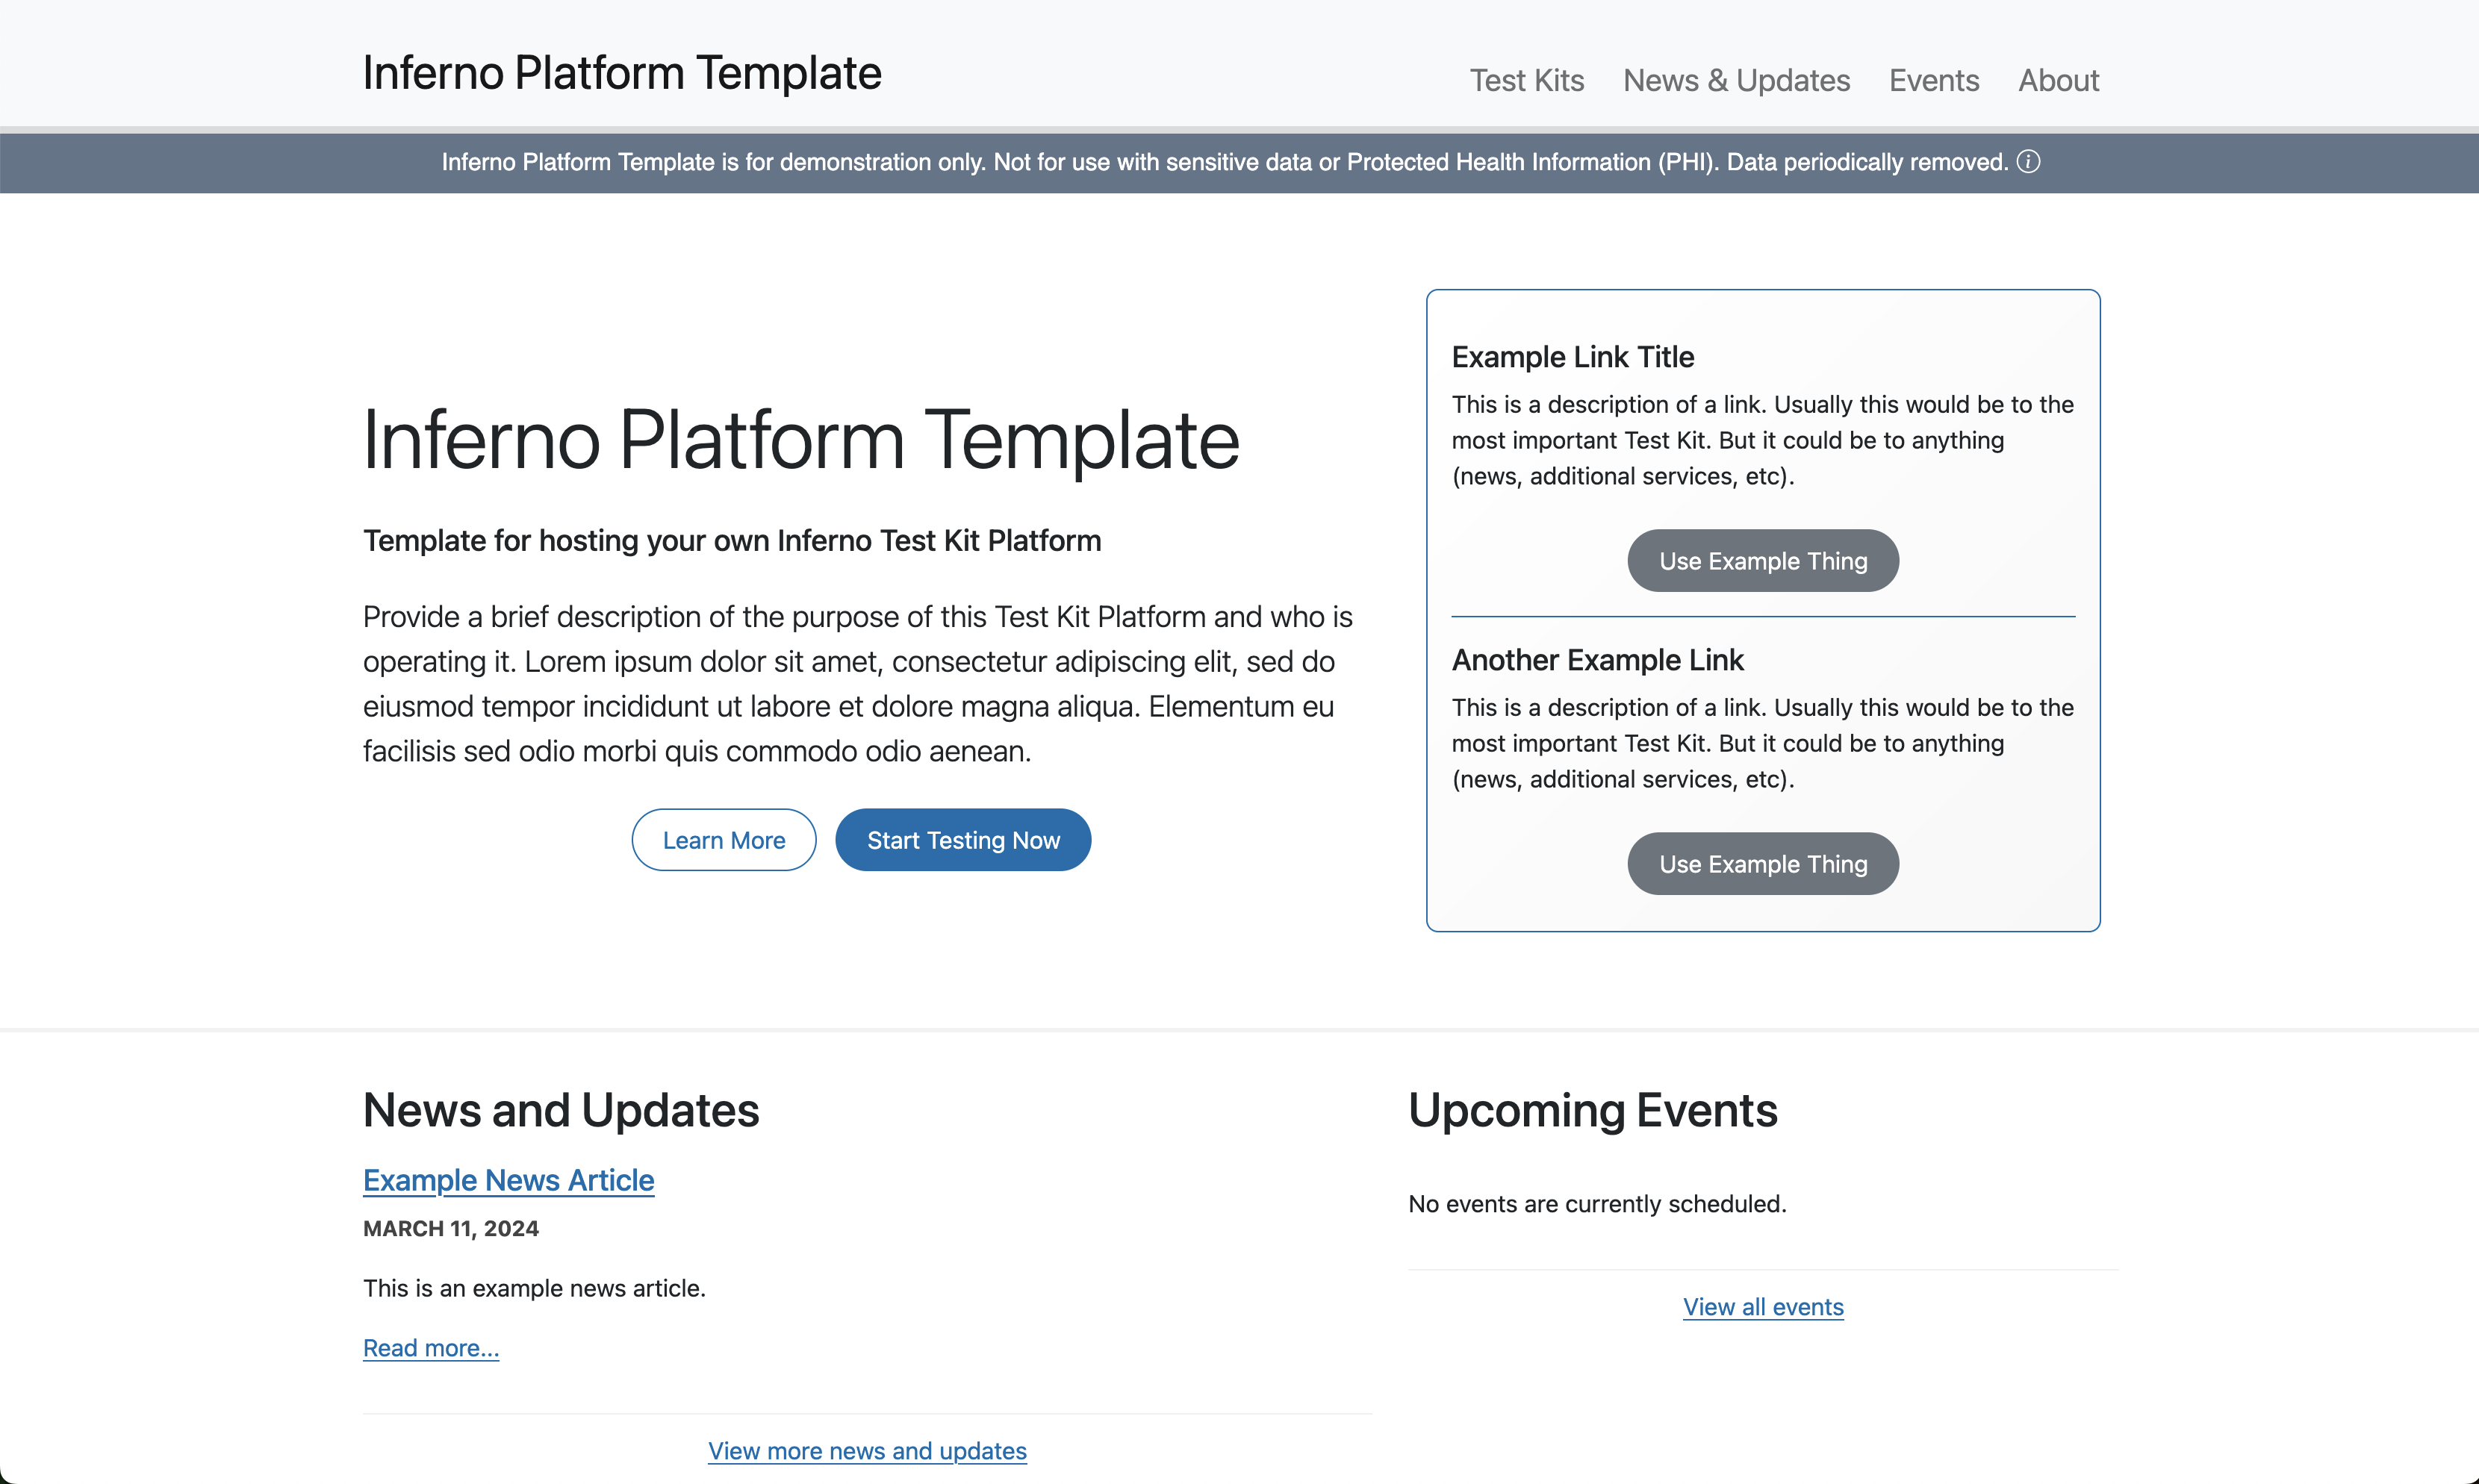 Inferno Platform Template
Test Kits News & Updates Events About
Inferno Platform Template is for demonstration only. Not for use with sensitive data or Protected Health Information (PHI). Data periodically removed.
Inferno Platform Template
Template for hosting your own Inferno Test Kit Platform
Provide a brief description of the purpose of this Test Kit Platform and who is
operating it. Lorem ipsum dolor sit amet, consectetur adipiscing elit, sed do
eiusmod tempor incididunt ut labore et dolore magna aliqua. Elementum eu
facilisis sed odio morbi quis commodo odio aenean.
Learn More
Start Testing Now
Example Link Title
This is a description of a link. Usually this would be to the
most important Test Kit. But it could be to anything
(news, additional services, etc).
Use Example Thing
Another Example Link
This is a description of a link. Usually this would be to the
most important Test Kit. But it could be to anything
(news, additional services, etc).
Use Example Thing
News and Updates
Example News Article
MARCH 11, 2024
This is an example news article.
Read more...
View more news and updates
Upcoming Events
No events are currently scheduled.
View all events